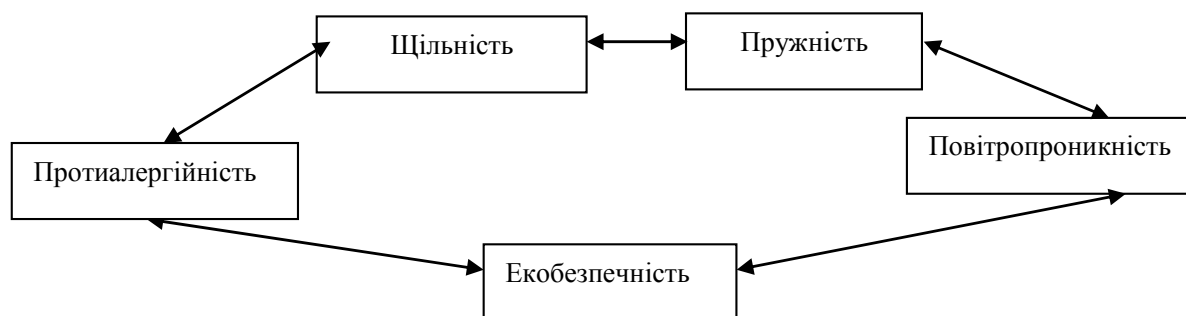 Щільність
Пружність
Протиалергійність
Повітропроникність
Екобезпечність